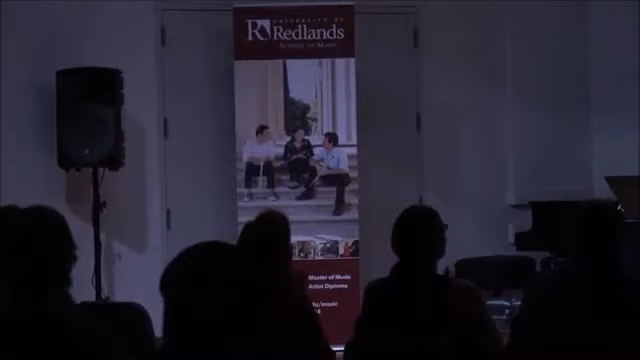 UNIVERSITY OF
Redlands
SCHOOL OF MUSIC
Master of Music
Artist Diploma